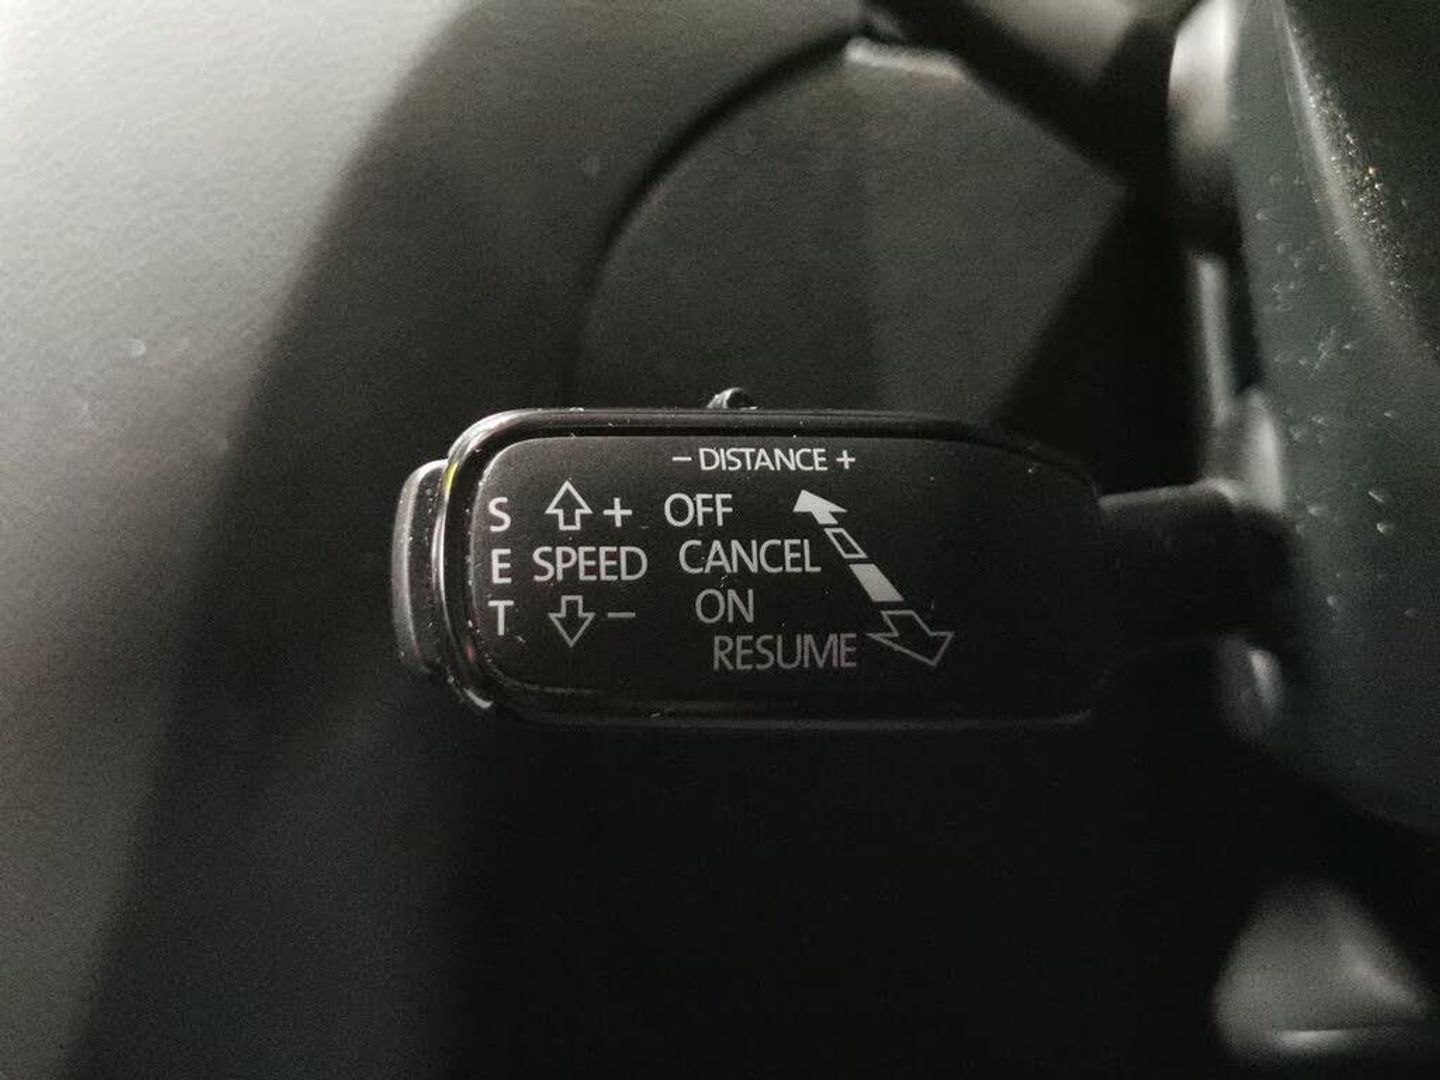 − DISTANCE +
S + OFF
E SPEED CANCEL
T − ON
RESUME